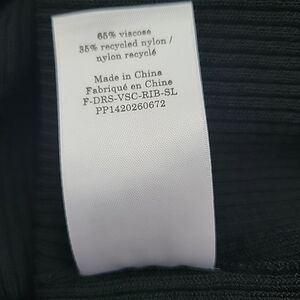 65% viscose
35% recycled nylon /
nylon recyclé
Made in China
Fabriqué en Chine
F-DRS-VSC-RIB-SL
PP1420260672